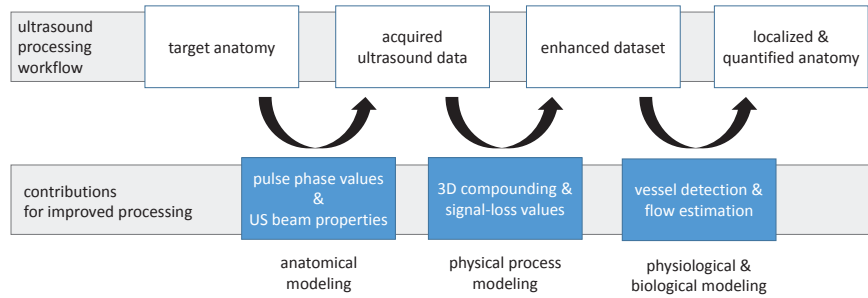 ultrasound
processing
workflow
target anatomy
acquired
ultrasound data
enhanced dataset
localized &
quantified anatomy
contributions
for improved processing
pulse phase values
&
US beam properties
3D compounding &
signal-loss values
vessel detection &
flow estimation
anatomical
modeling
physical process
modeling
physiological &
biological modeling